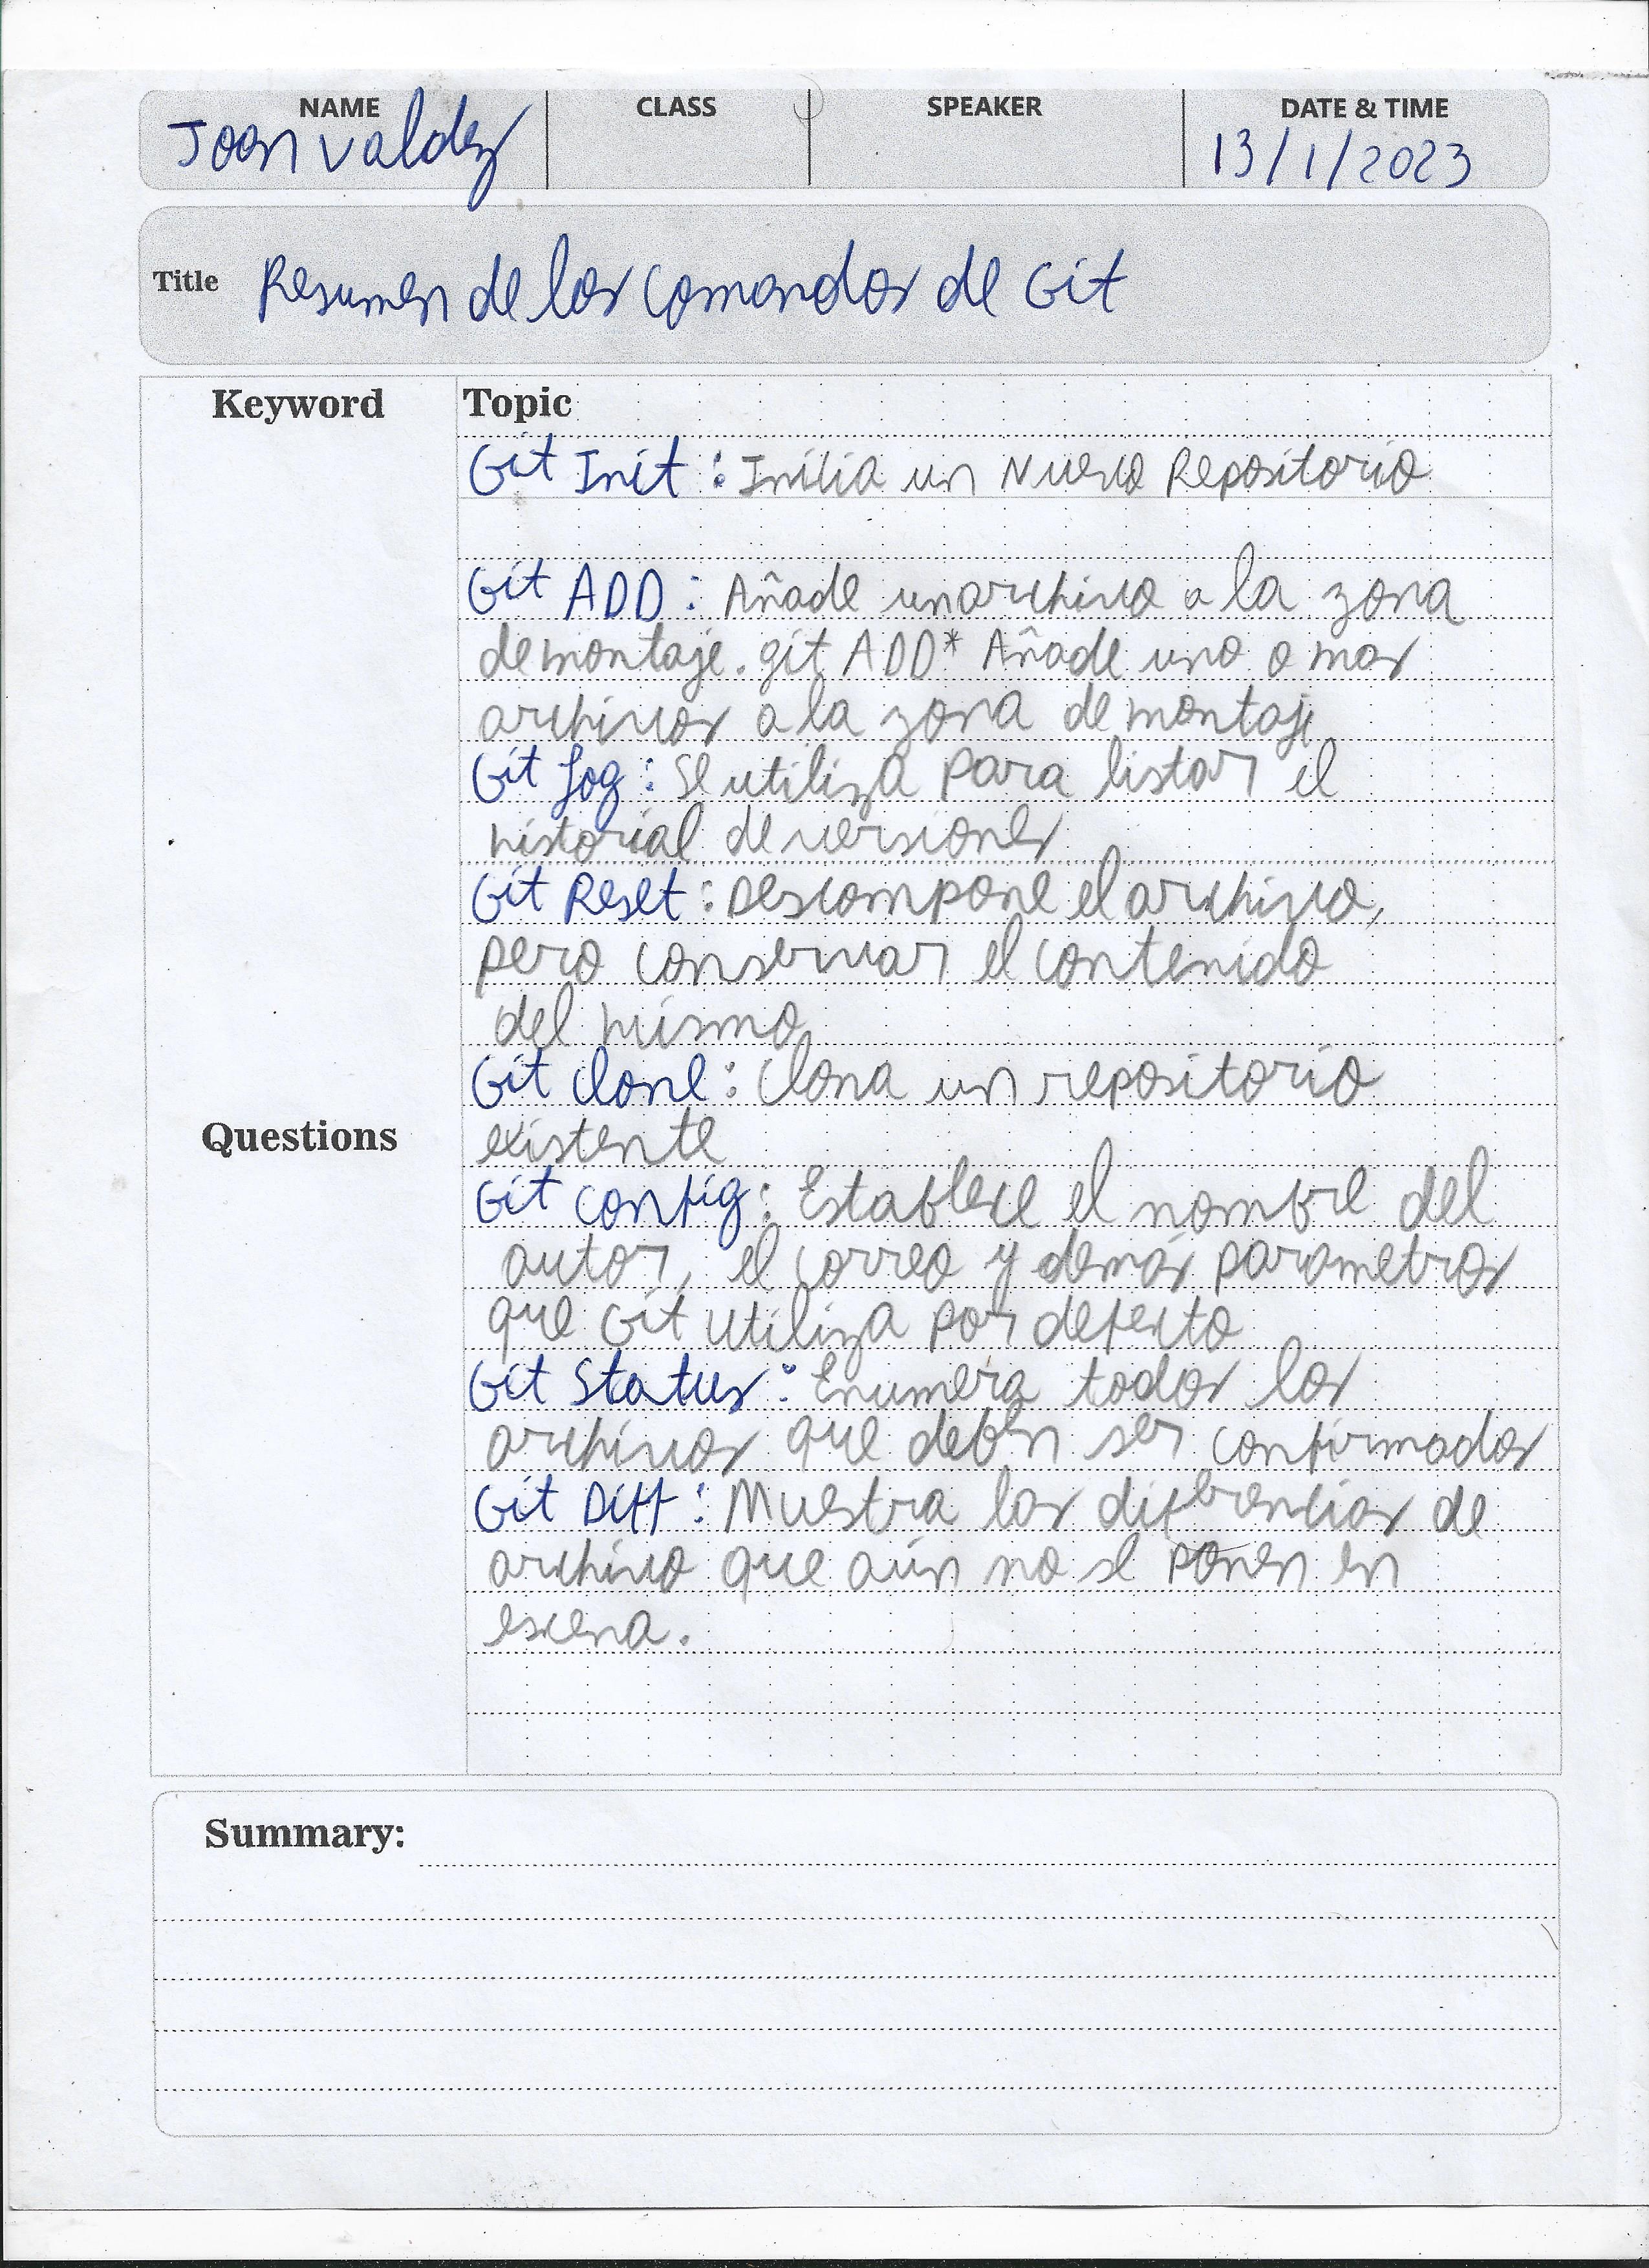 NAME CLASS SPEAKER DATE & TIME
Joan Valdez 13/1/2023
Title Resumen de los comandos de Git
Keyword Topic
Git Init : Inicia un Nuevo Repositorio
Git ADD : Añade un archivo a la zona
de montaje. git ADD* Añade uno o mas
archivos a la zona de montaje
Git Log : Se utiliza para listar el
historial de versiones
Git Reset : Descompone el archivo,
pero conservar el contenido
del mismo
Git clone : Clona un repositorio
Questions existente
Git config : Establece el nombre del
autor, el correo y demás parametros
que Git utiliza por defecto
Git Status : Enumera todos los
archivos que deben ser confirmados
Git Diff : Muestra las diferencias de
archivo que aún no se ponen en
escena.
Summary: